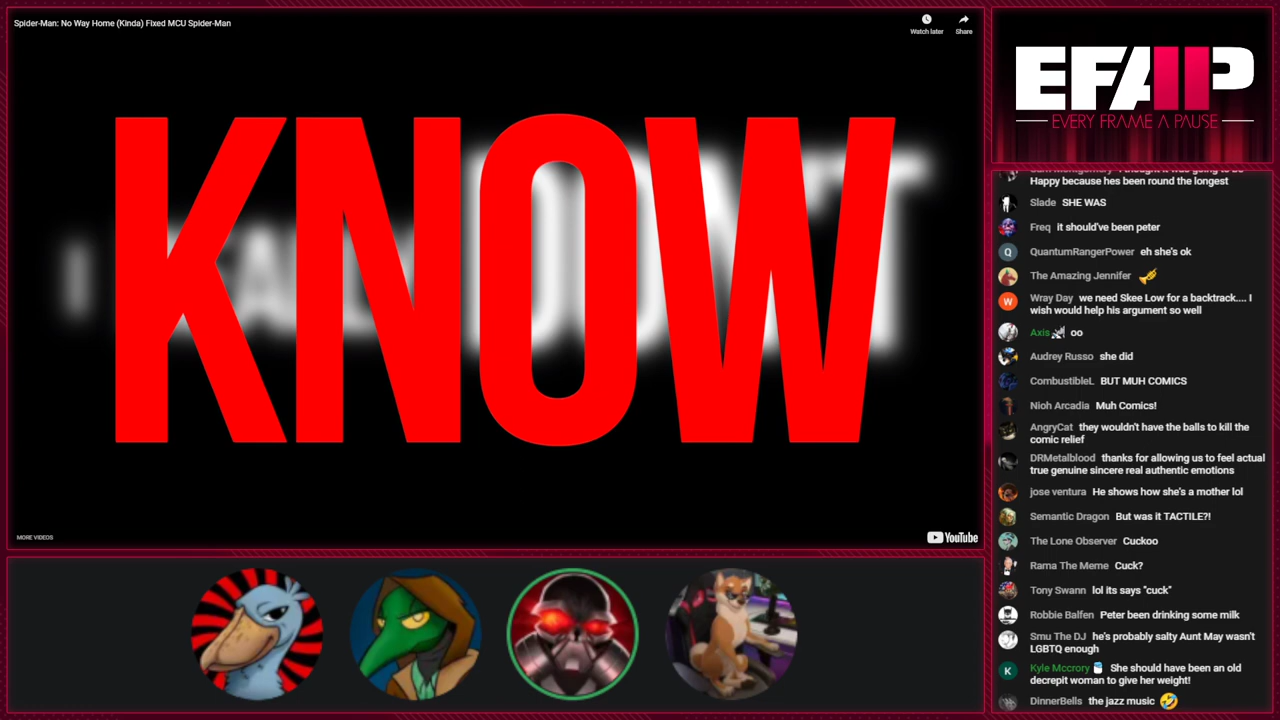 Spider-Man: No Way Home (Kinda) Fixed MCU Spider-Man
Watch later
Share
KNOW
MORE VIDEOS
YouTube
EFAP
EVERY FRAME A PAUSE
Happy because hes been round the longest
Slade SHE WAS
Freq it should've been peter
QuantumRangerPower eh she's ok
The Amazing Jennifer
Wray Day we need Skee Low for a backtrack.... I
wish would help his argument so well
Axis oo
Audrey Russo she did
CombustibleL BUT MUH COMICS
Nioh Arcadia Muh Comics!
AngryCat they wouldn't have the balls to kill the
comic relief
DRMetalblood thanks for allowing us to feel actual
true genuine sincere real authentic emotions
jose ventura He shows how she's a mother lol
Semantic Dragon But was it TACTILE?!
The Lone Observer Cuckoo
Rama The Meme Cuck?
Tony Swann lol its says "cuck"
Robbie Balfen Peter been drinking some milk
Smu The DJ he's probably salty Aunt May wasn't
LGBTQ enough
Kyle Mccrory She should have been an old
decrepit woman to give her weight!
DinnerBells the jazz music